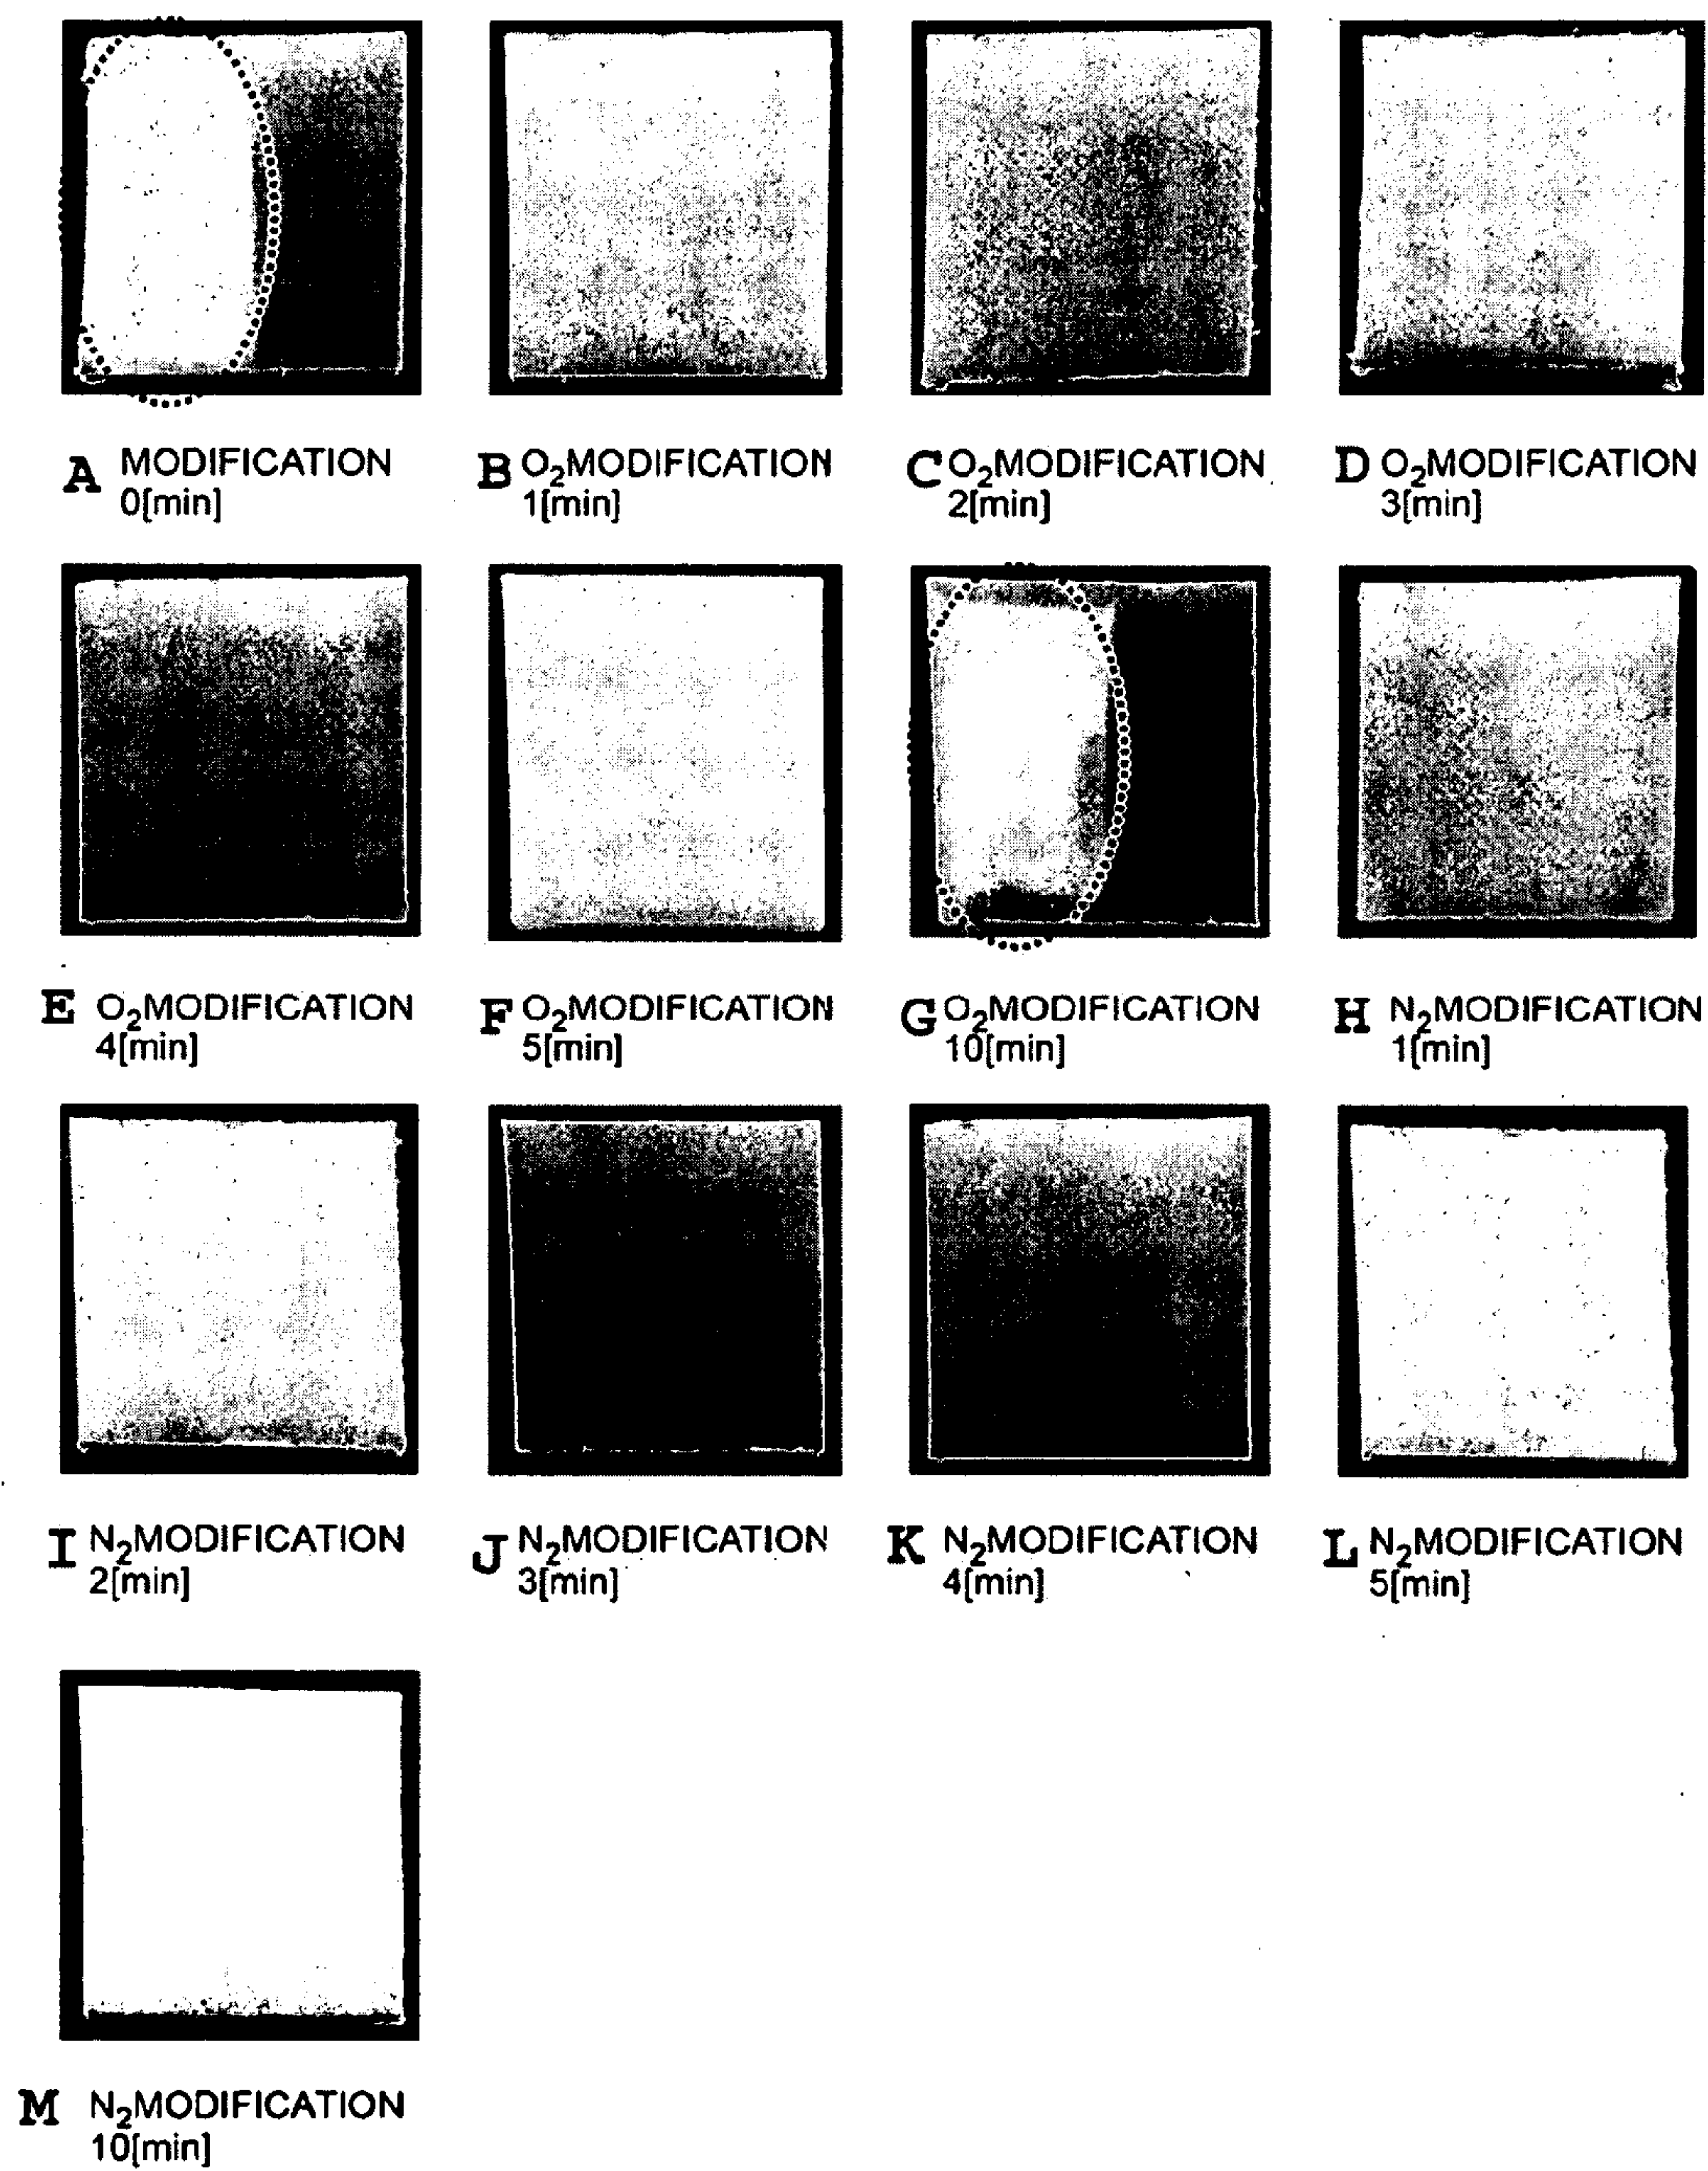 A MODIFICATION
0[min]
B O₂MODIFICATION
1[min]
C O₂MODIFICATION
2[min]
D O₂MODIFICATION
3[min]
E O₂MODIFICATION
4[min]
F O₂MODIFICATION
5[min]
G O₂MODIFICATION
10[min]
H N₂MODIFICATION
1[min]
I N₂MODIFICATION
2[min]
J N₂MODIFICATION
3[min]
K N₂MODIFICATION
4[min]
L N₂MODIFICATION
5[min]
M N₂MODIFICATION
10[min]